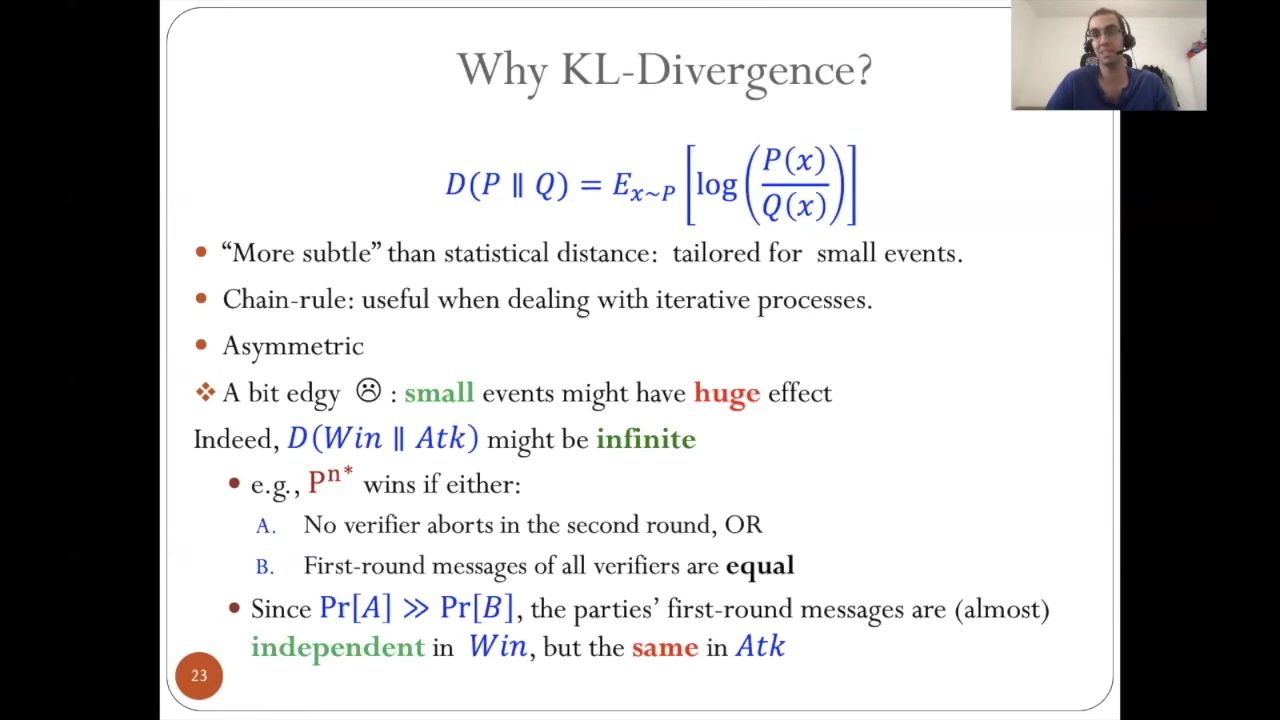 Why KL-Divergence?
D(P ∥ Q) = E_{x~P} [log(P(x)/Q(x))]
• “More subtle” than statistical distance: tailored for small events.
• Chain-rule: useful when dealing with iterative processes.
• Asymmetric
❖ A bit edgy ☹ : small events might have huge effect
Indeed, D(Win ∥ Atk) might be infinite
• e.g., P^{n*} wins if either:
A. No verifier aborts in the second round, OR
B. First-round messages of all verifiers are equal
• Since Pr[A] ≫ Pr[B], the parties’ first-round messages are (almost)
independent in Win, but the same in Atk
23